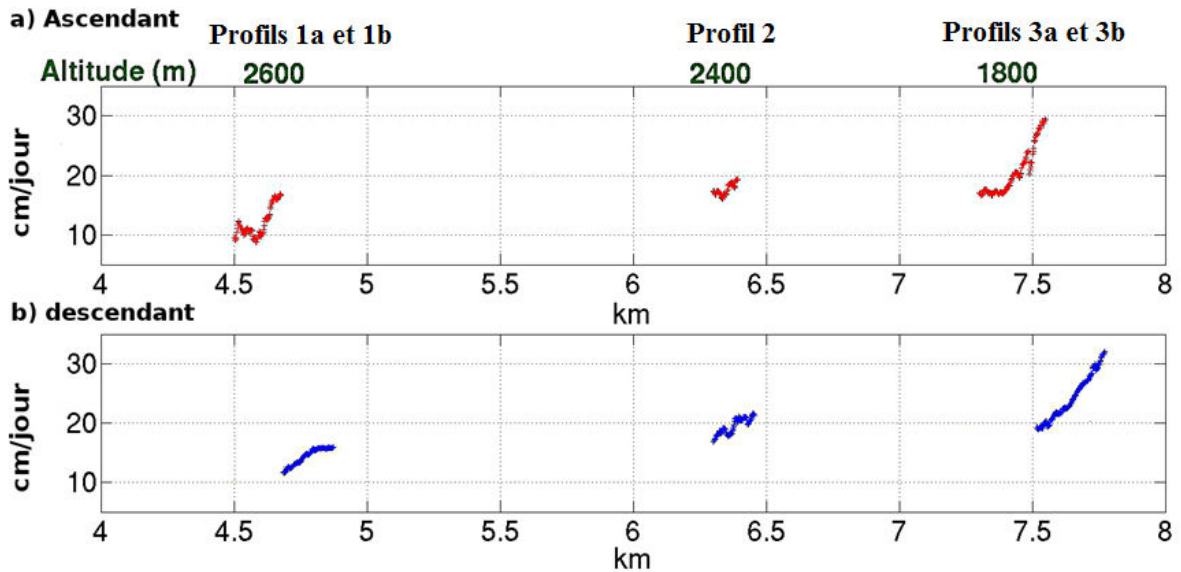 a) Ascendant
Profils 1a et 1b Profil 2 Profils 3a et 3b
Altitude (m) 2600 2400 1800
cm/jour
30
20
10
4 4.5 5 5.5 6 6.5 7 7.5 8
km
b) descendant
cm/jour
30
20
10
4 4.5 5 5.5 6 6.5 7 7.5 8
km